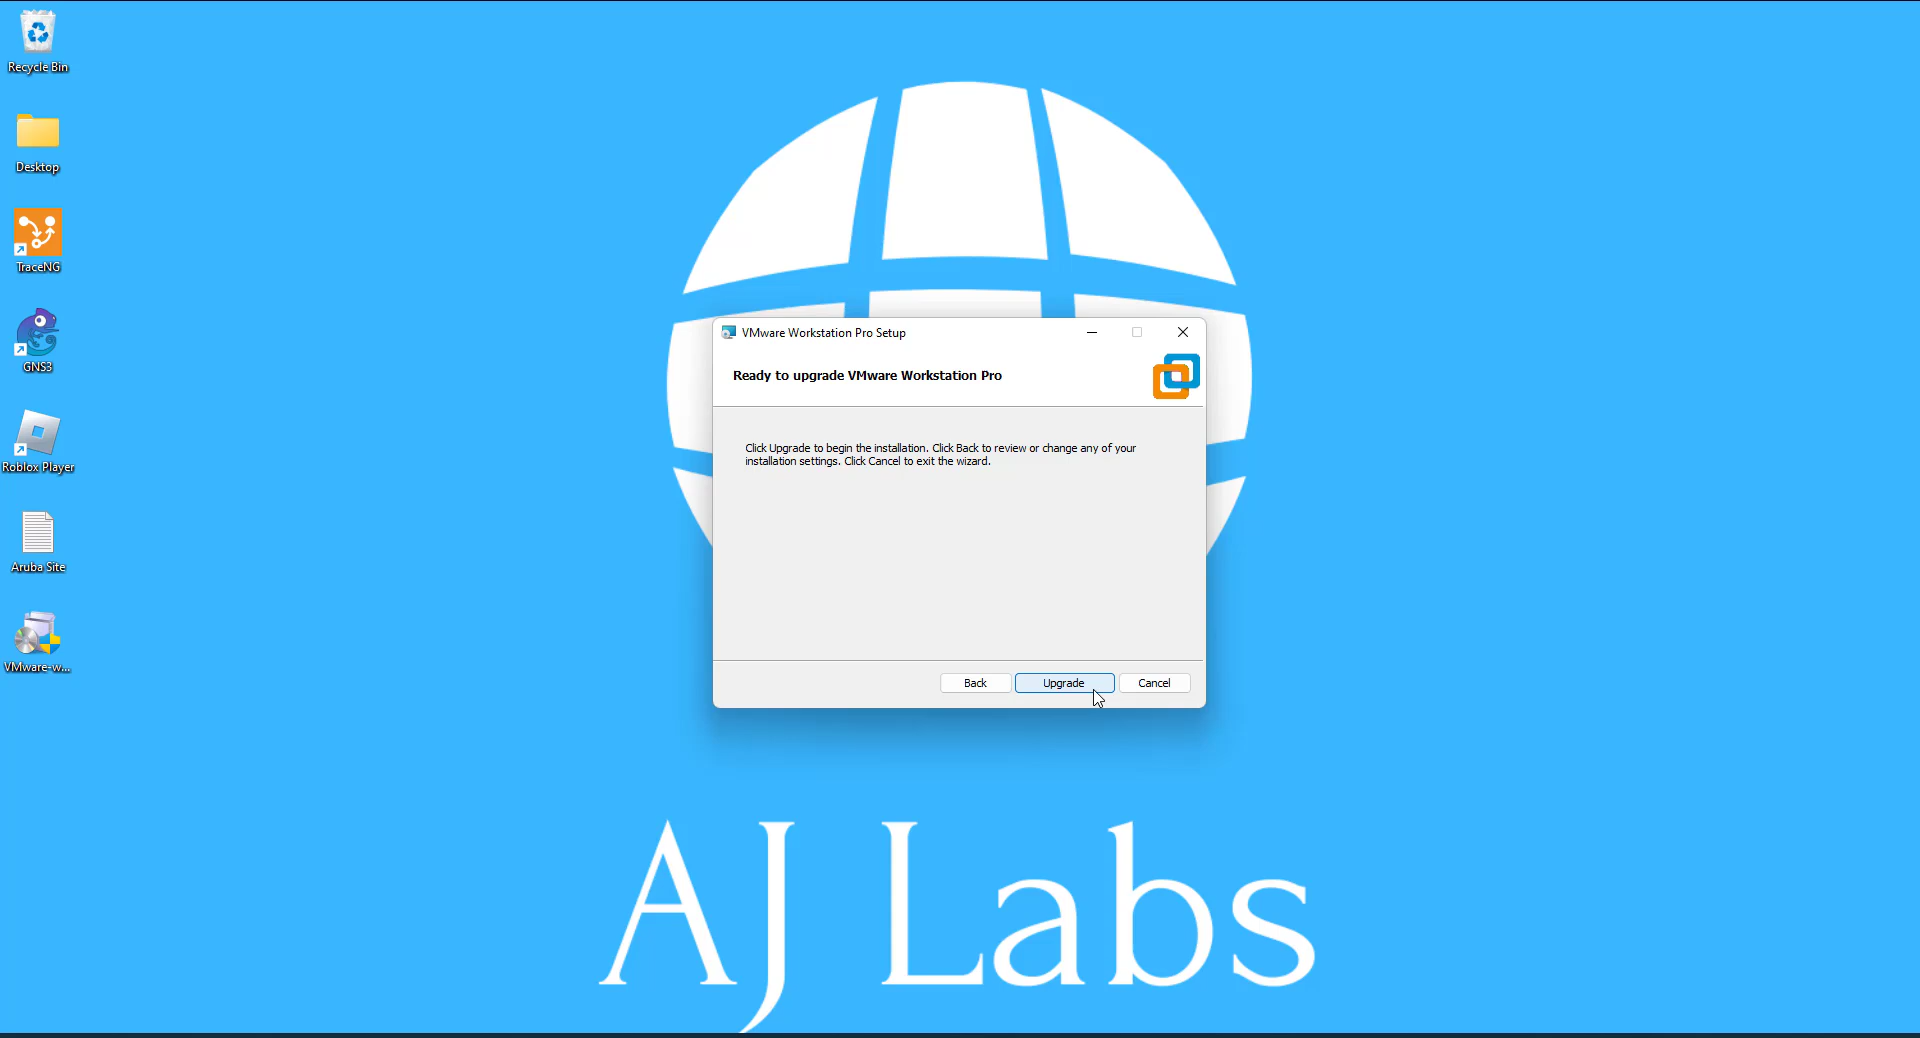 Recycle Bin
Desktop
TraceNG
GNS3
Roblox Player
Aruba Site
VMware-w...
VMware Workstation Pro Setup
Ready to upgrade VMware Workstation Pro
Click Upgrade to begin the installation. Click Back to review or change any of your
installation settings. Click Cancel to exit the wizard.
Back
Upgrade
Cancel
AJ Labs